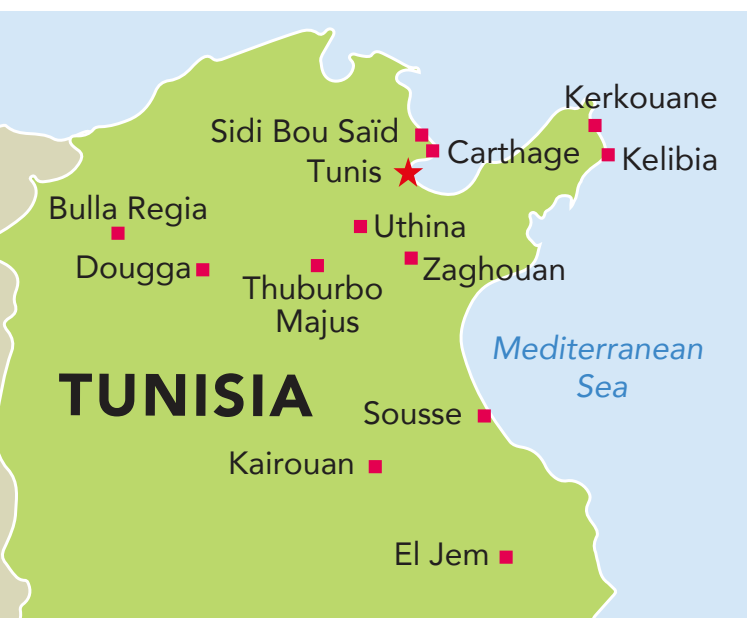 Kerkouane
Sidi Bou Saïd
Carthage
Kelibia
Tunis
Bulla Regia
Uthina
Dougga
Zaghouan
Thuburbo
Majus
Mediterranean
Sea
TUNISIA
Sousse
Kairouan
El Jem